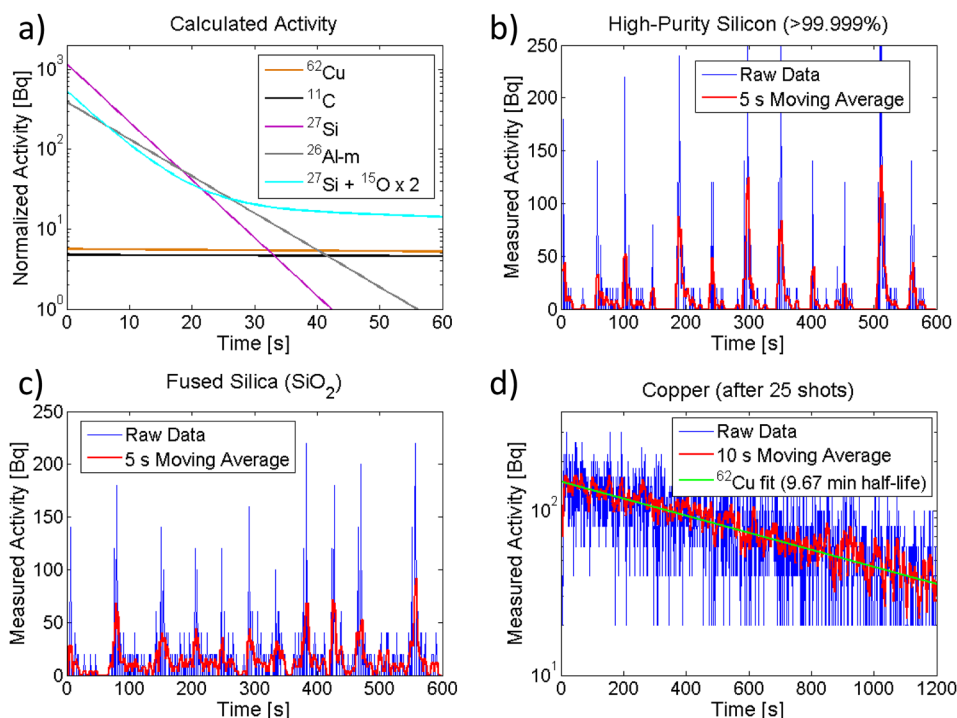 a)
Calculated Activity
Normalized Activity [Bq]
10^3
10^2
10^1
10^0
^62Cu
^11C
^27Si
^26Al-m
^27Si + ^15O x 2
0 10 20 30 40 50 60
Time [s]
b)
High-Purity Silicon (>99.999%)
Measured Activity [Bq]
250
200
150
100
50
0
Raw Data
5 s Moving Average
0 100 200 300 400 500 600
Time [s]
c)
Fused Silica (SiO_2)
Measured Activity [Bq]
250
200
150
100
50
0
Raw Data
5 s Moving Average
0 100 200 300 400 500 600
Time [s]
d)
Copper (after 25 shots)
Measured Activity [Bq]
10^2
10^1
Raw Data
10 s Moving Average
^62Cu fit (9.67 min half-life)
0 200 400 600 800 1000 1200
Time [s]